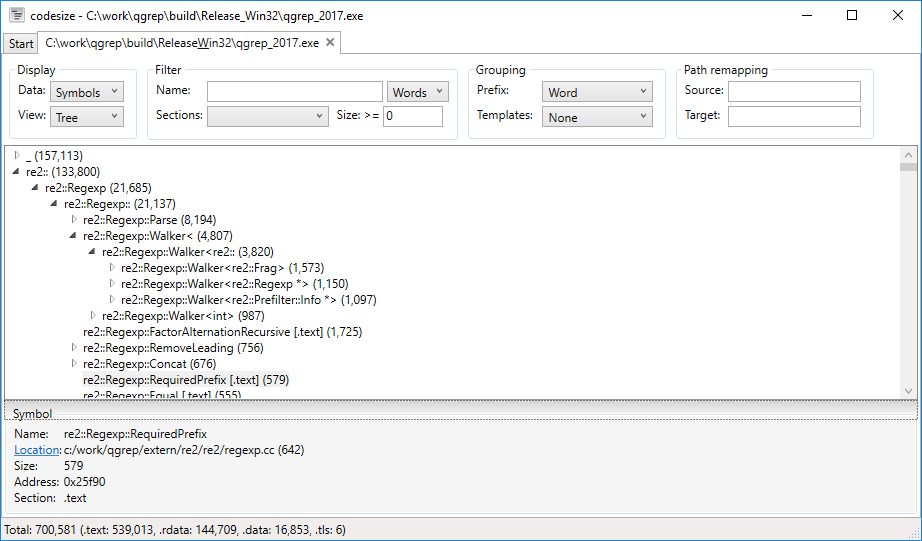 codesize - C:\work\qgrep\build\Release_Win32\qgrep_2017.exe
Start C:\work\qgrep\build\ReleaseWin32\qgrep_2017.exe
Display Filter Grouping Path remapping
Data: Symbols Name: Words Prefix: Word Source:
View: Tree Sections: Size: >= 0 Templates: None Target:
_ (157,113)
re2:: (133,800)
re2::Regexp (21,685)
re2::Regexp:: (21,137)
re2::Regexp::Parse (8,194)
re2::Regexp::Walker< (4,807)
re2::Regexp::Walker<re2:: (3,820)
re2::Regexp::Walker<re2::Frag> (1,573)
re2::Regexp::Walker<re2::Regexp *> (1,150)
re2::Regexp::Walker<re2::Prefilter::Info *> (1,097)
re2::Regexp::Walker<int> (987)
re2::Regexp::FactorAlternationRecursive [.text] (1,725)
re2::Regexp::RemoveLeading (756)
re2::Regexp::Concat (676)
re2::Regexp::RequiredPrefix [.text] (579)
re2::Regexp::Equal [.text] (555)
Symbol
Name: re2::Regexp::RequiredPrefix
Location: c:/work/qgrep/extern/re2/re2/regexp.cc (642)
Size: 579
Address: 0x25f90
Section: .text
Total: 700,581 (.text: 539,013, .rdata: 144,709, .data: 16,853, .tls: 6)